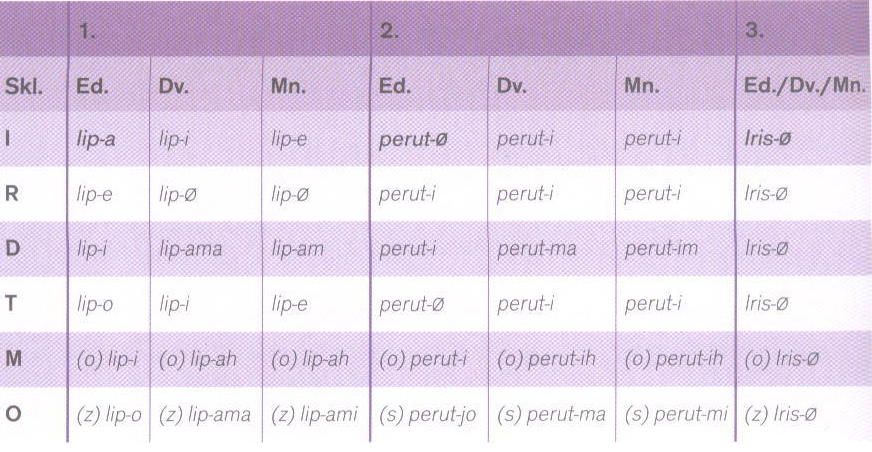 1. 2. 3.
Skl. Ed. Dv. Mn. Ed. Dv. Mn. Ed./Dv./Mn.
I lip-a lip-i lip-e perut-Ø perut-i perut-i Iris-Ø
R lip-e lip-Ø lip-Ø perut-i perut-i perut-i Iris-Ø
D lip-i lip-ama lip-am perut-i perut-ma perut-im Iris-Ø
T lip-o lip-i lip-e perut-Ø perut-i perut-i Iris-Ø
M (o) lip-i (o) lip-ah (o) lip-ah (o) perut-i (o) perut-ih (o) perut-ih (o) Iris-Ø
O (z) lip-o (z) lip-ama (z) lip-ami (s) perut-jo (s) perut-ma (s) perut-mi (z) Iris-Ø